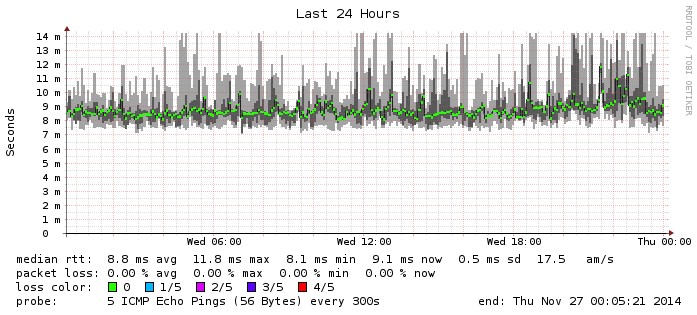 Last 24 Hours
RRDTOOL / TOBI OETIKER
Seconds
14 m
13 m
12 m
11 m
10 m
9 m
8 m
7 m
6 m
5 m
4 m
3 m
2 m
1 m
0
Wed 06:00 Wed 12:00 Wed 18:00 Thu 00:00
median rtt: 8.8 ms avg 11.8 ms max 8.1 ms min 9.1 ms now 0.5 ms sd 17.5 am/s
packet loss: 0.00 % avg 0.00 % max 0.00 % min 0.00 % now
loss color: 0 1/5 2/5 3/5 4/5
probe: 5 ICMP Echo Pings (56 Bytes) every 300s end: Thu Nov 27 00:05:21 2014